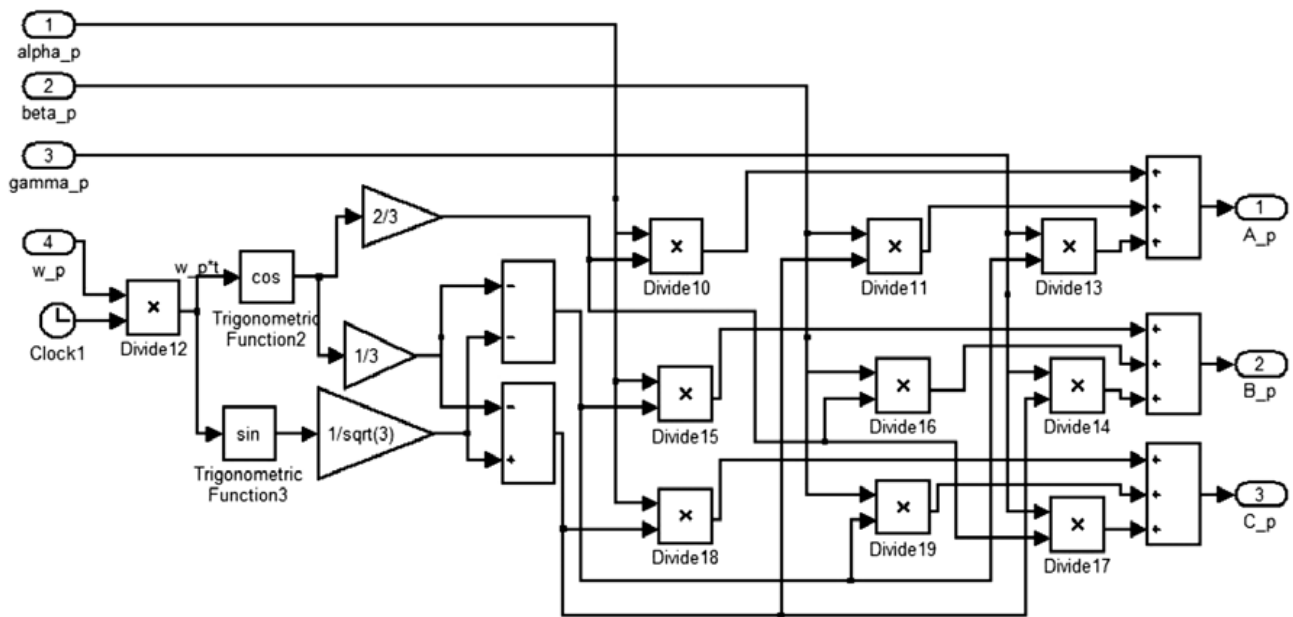 1
alpha_p
2
beta_p
3
gamma_p
4
w_p
Clock1
×
Divide12
w_p*t
cos
Trigonometric
Function2
sin
Trigonometric
Function3
2/3
1/3
1/sqrt(3)
-
-
-
+
×
Divide10
×
Divide11
×
Divide13
×
Divide15
×
Divide16
×
Divide14
×
Divide18
×
Divide19
×
Divide17
+
+
+
+
+
+
+
+
+
1
A_p
2
B_p
3
C_p